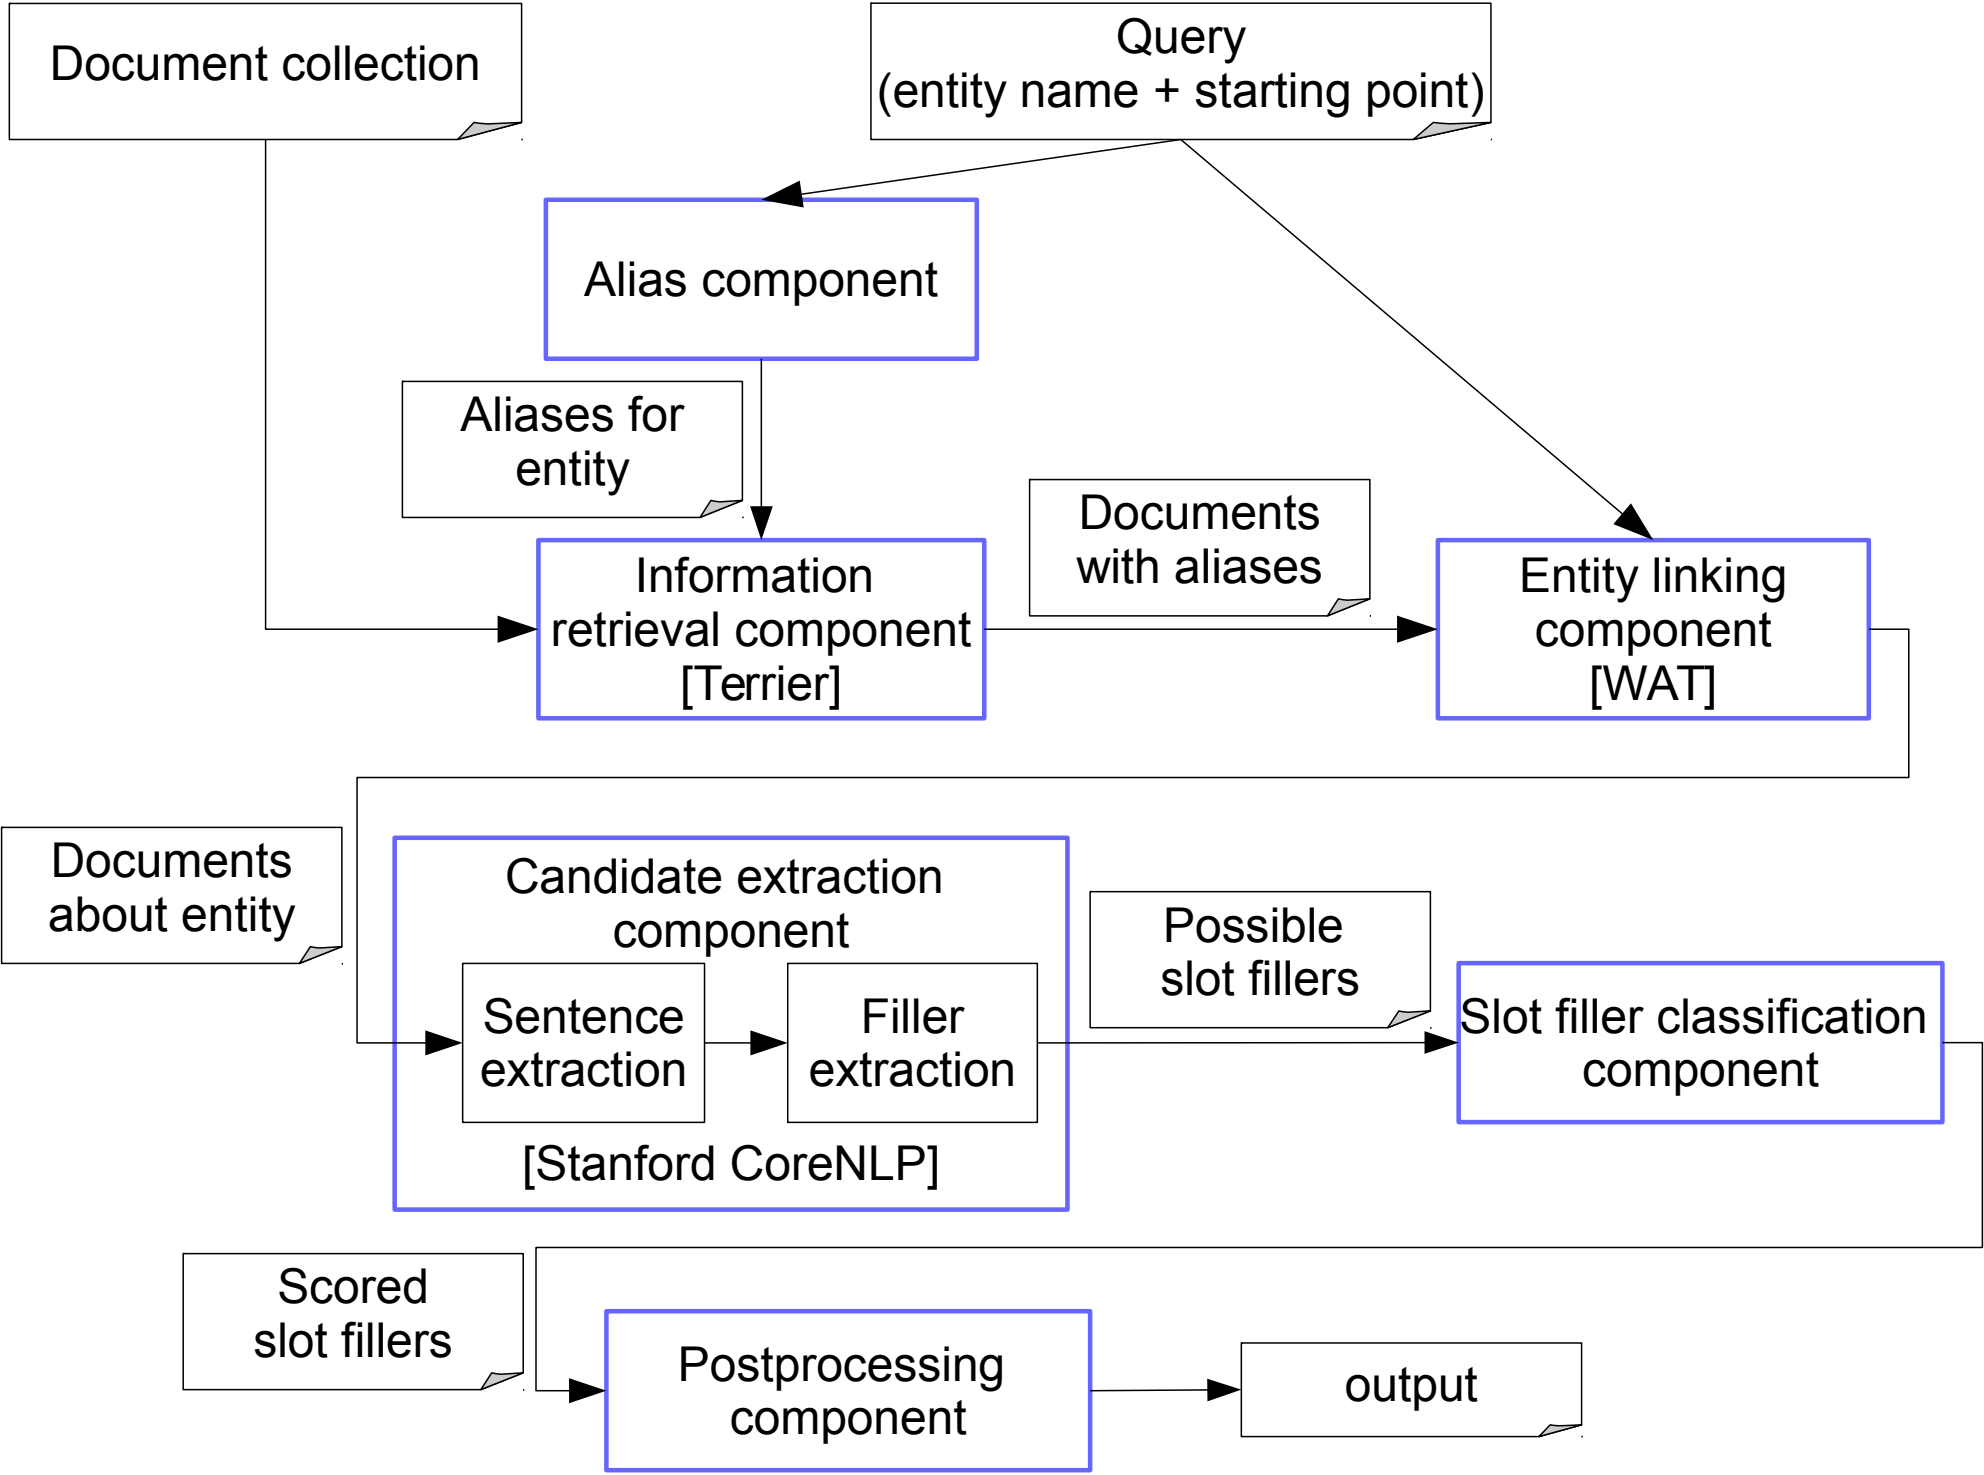 Document collection
Query
(entity name + starting point)
Alias component
Aliases for
entity
Documents
with aliases
Information
retrieval component
[Terrier]
Entity linking
component
[WAT]
Documents
about entity
Candidate extraction
component
Sentence
extraction
Filler
extraction
[Stanford CoreNLP]
Possible
slot fillers
Slot filler classification
component
Scored
slot fillers
Postprocessing
component
output